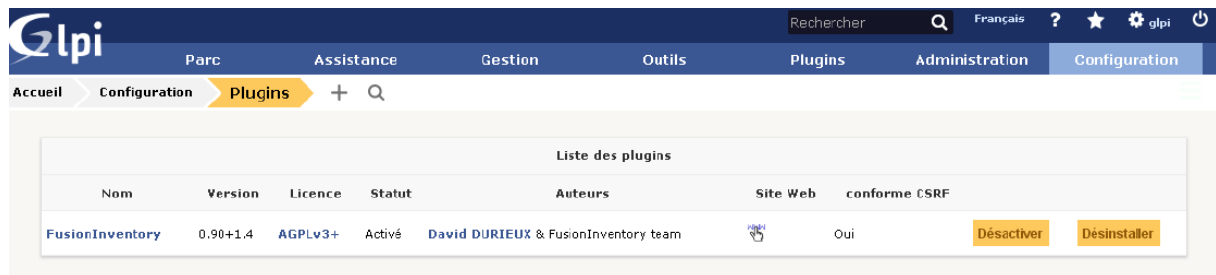 Glpi
Rechercher Français ? glpi
Parc Assistance Gestion Outils Plugins Administration Configuration
Accueil Configuration Plugins +
Liste des plugins
Nom Version Licence Statut Auteurs Site Web conforme CSRF
FusionInventory 0.90+1.4 AGPLv3+ Activé David DURIEUX & FusionInventory team Oui Désactiver Désinstaller